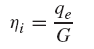 η_i = q_e / G